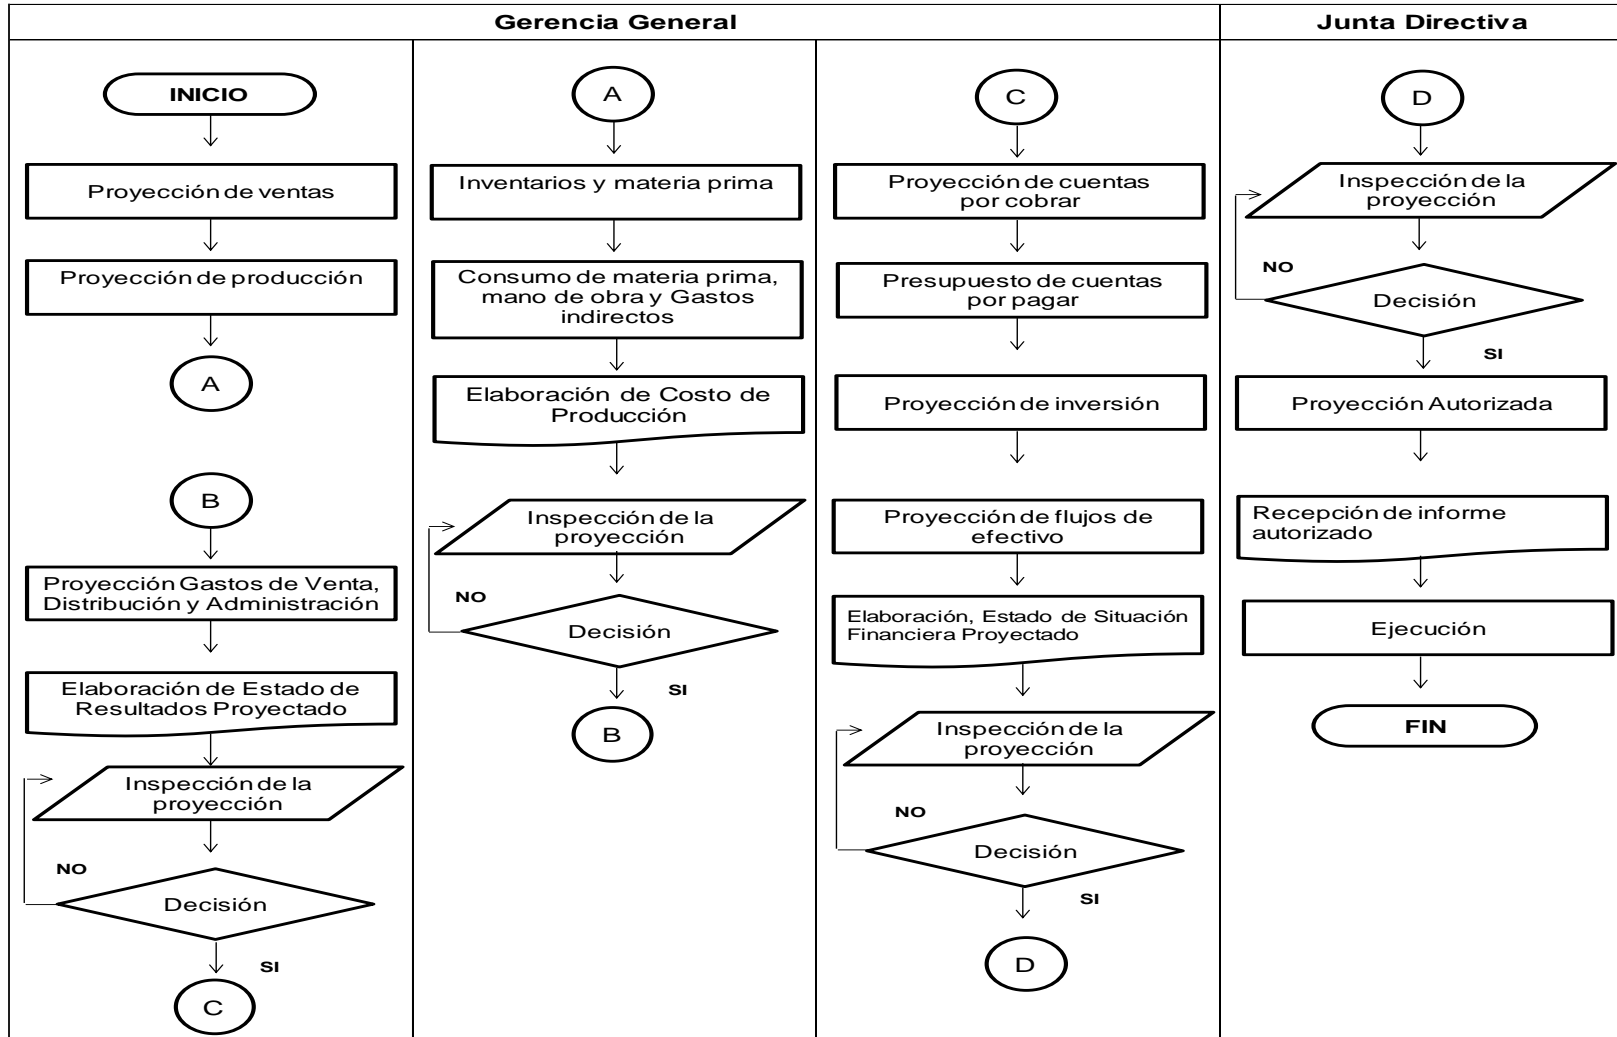 Gerencia General
Junta Directiva
INICIO
Proyección de ventas
Proyección de producción
A
B
Proyección Gastos de Venta,
Distribución y Administración
Elaboración de Estado de
Resultados Proyectado
Inspección de la
proyección
NO
Decisión
SI
C
A
Inventarios y materia prima
Consumo de materia prima,
mano de obra y Gastos
indirectos
Elaboración de Costo de
Producción
Inspección de la
proyección
NO
Decisión
SI
B
C
Proyección de cuentas
por cobrar
Presupuesto de cuentas
por pagar
Proyección de inversión
Proyección de flujos de
efectivo
Elaboración, Estado de Situación
Financiera Proyectado
Inspección de la
proyección
NO
Decisión
SI
D
D
Inspección de la
proyección
NO
Decisión
SI
Proyección Autorizada
Recepción de informe
autorizado
Ejecución
FIN